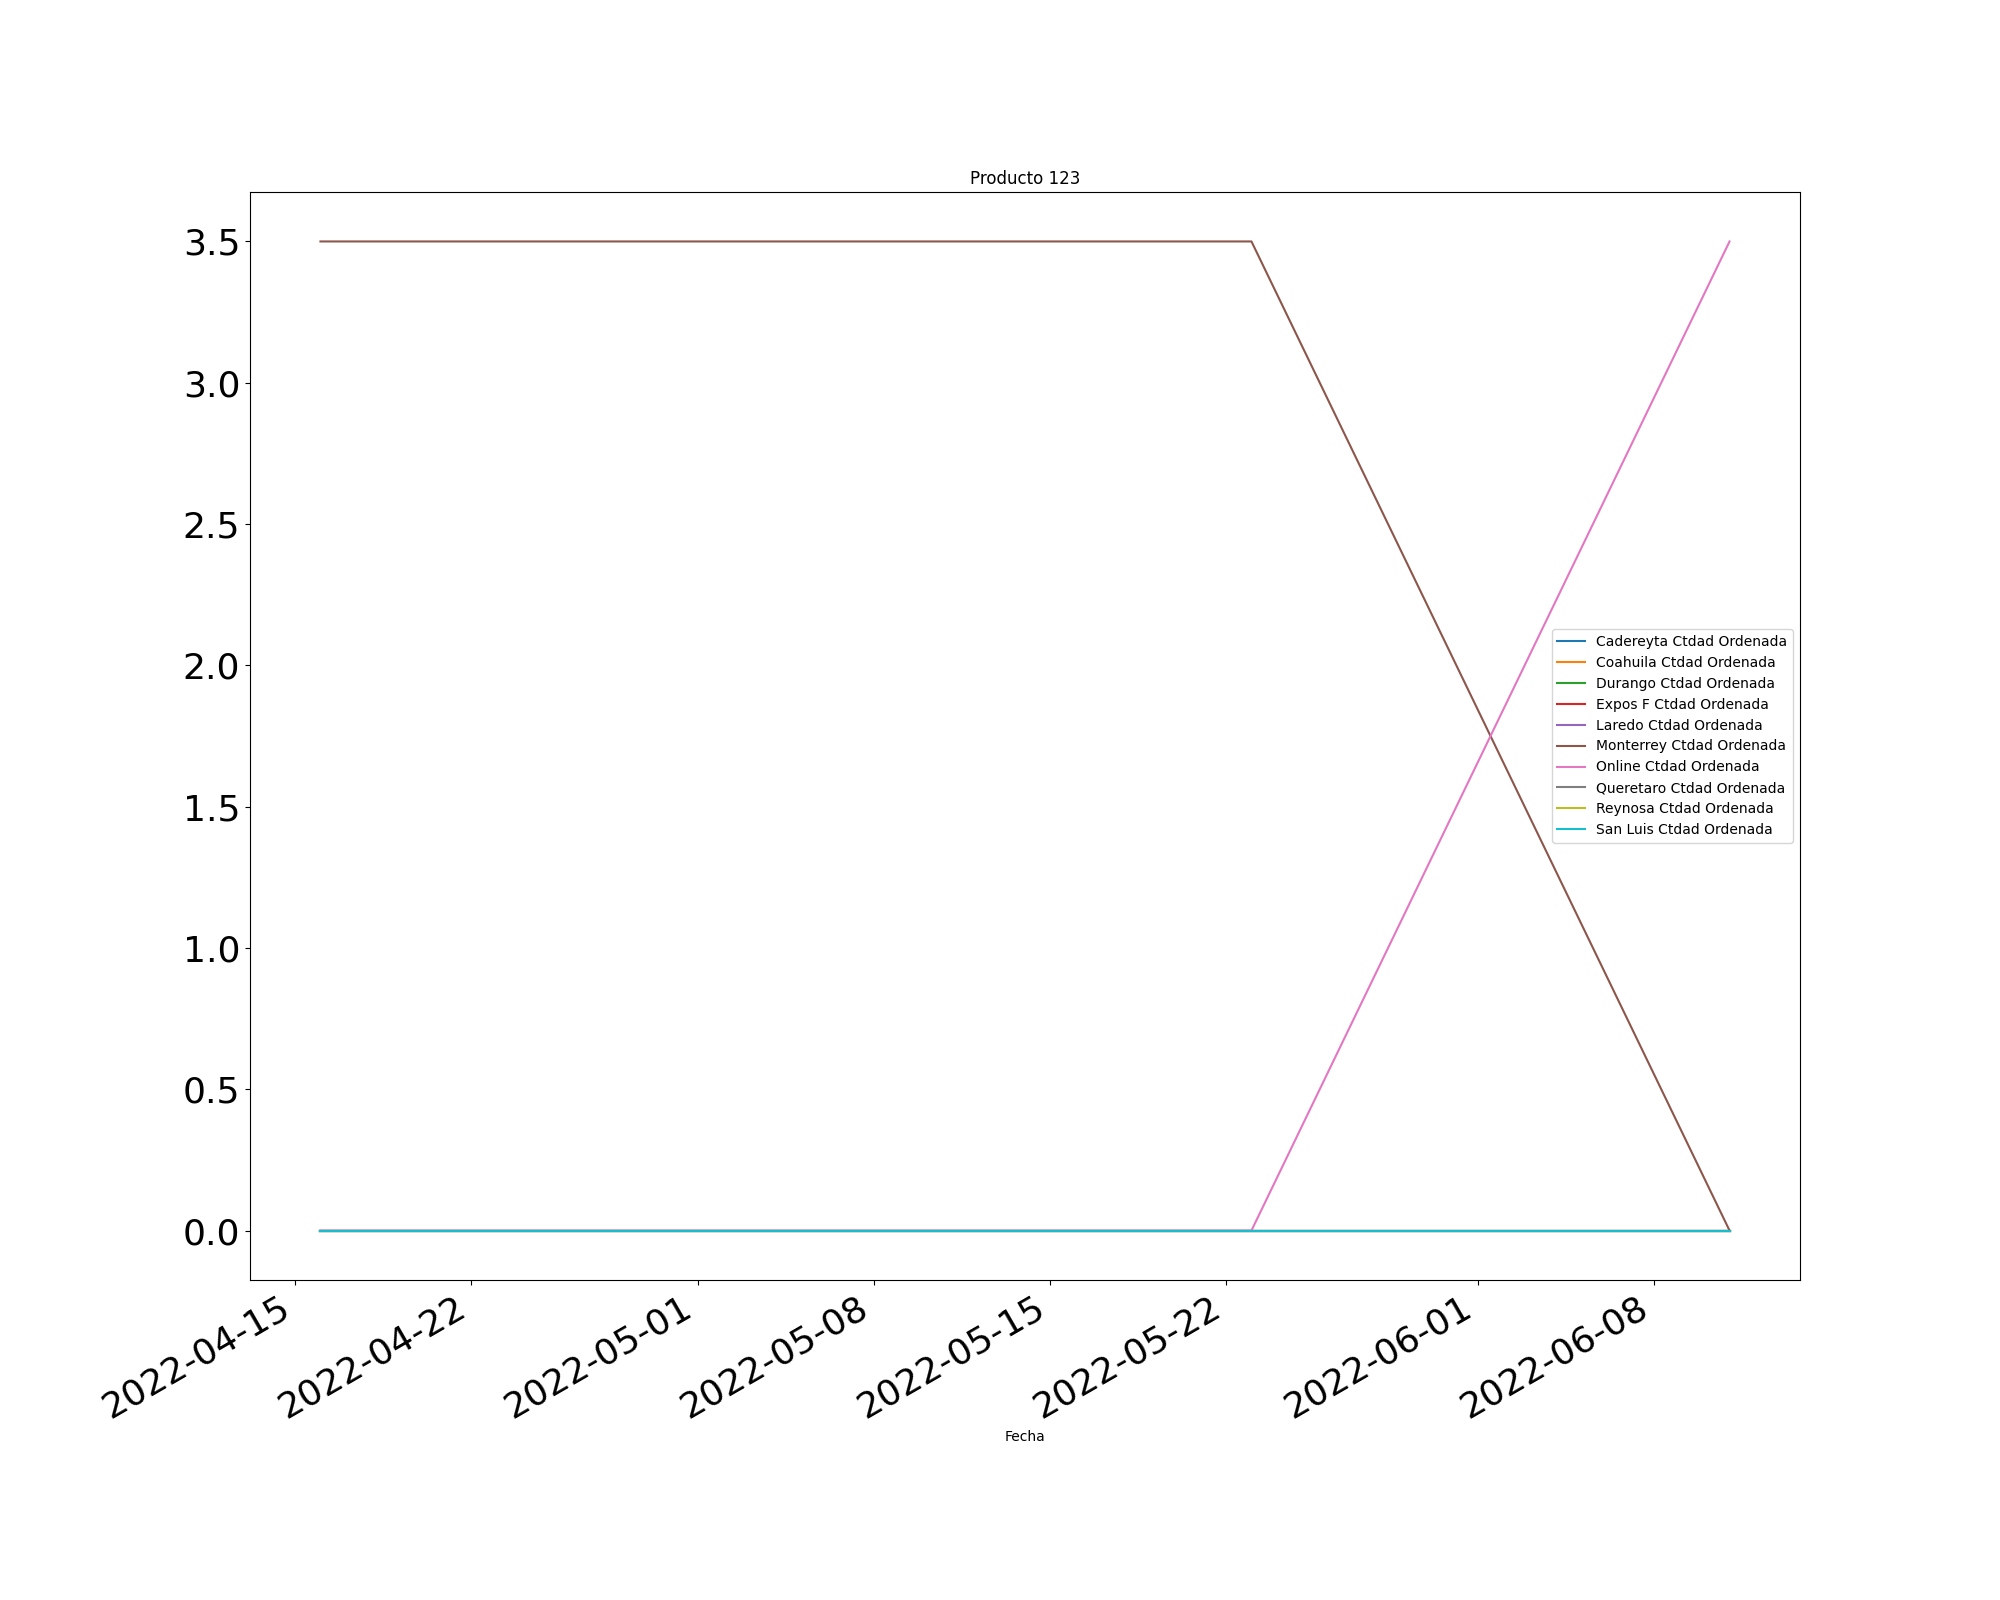 Producto 123
3.5
3.0
2.5
2.0
1.5
1.0
0.5
0.0
Cadereyta Ctdad Ordenada
Coahuila Ctdad Ordenada
Durango Ctdad Ordenada
Expos F Ctdad Ordenada
Laredo Ctdad Ordenada
Monterrey Ctdad Ordenada
Online Ctdad Ordenada
Queretaro Ctdad Ordenada
Reynosa Ctdad Ordenada
San Luis Ctdad Ordenada
2022-04-15
2022-04-22
2022-05-01
2022-05-08
2022-05-15
2022-05-22
2022-06-01
2022-06-08
Fecha